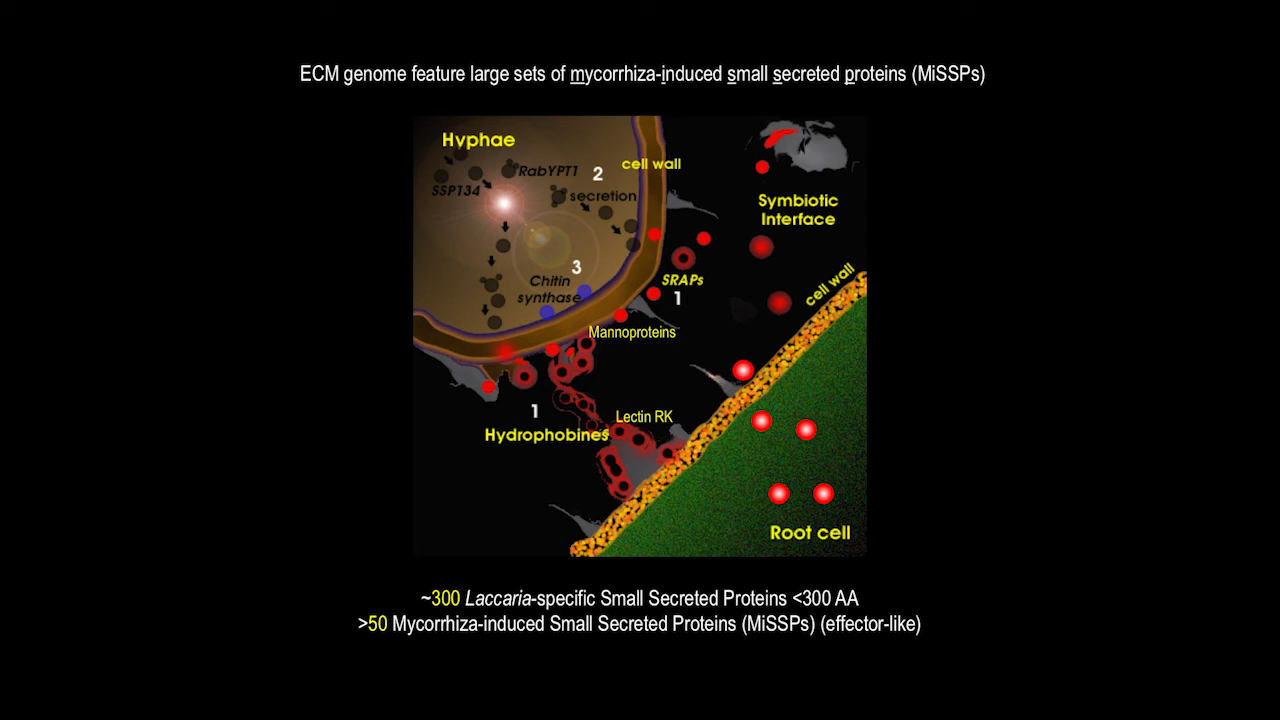 ECM genome feature large sets of mycorrhiza-induced small secreted proteins (MiSSPs)
Hyphae
RabYPT1
SSP134
2
secretion
cell wall
Symbiotic
Interface
3
Chitin
synthase
SRAPs
1
cell wall
Mannoproteins
1
Hydrophobines
Lectin RK
Root cell
~300 Laccaria-specific Small Secreted Proteins <300 AA
>50 Mycorrhiza-induced Small Secreted Proteins (MiSSPs) (effector-like)